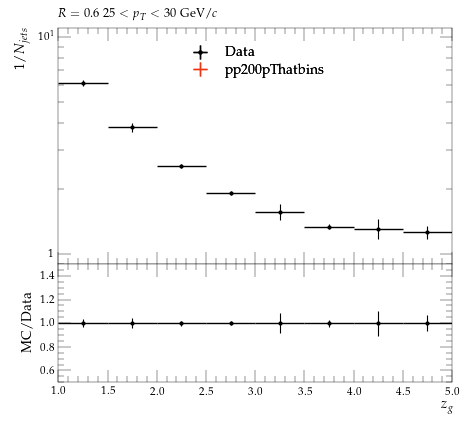 R = 0.6 25 < p_T < 30 GeV/c
1/N_jets
10^1
1
Data
pp200pThatbins
MC/Data
1.4
1.2
1.0
0.8
0.6
1.0 1.5 2.0 2.5 3.0 3.5 4.0 4.5 5.0
z_g